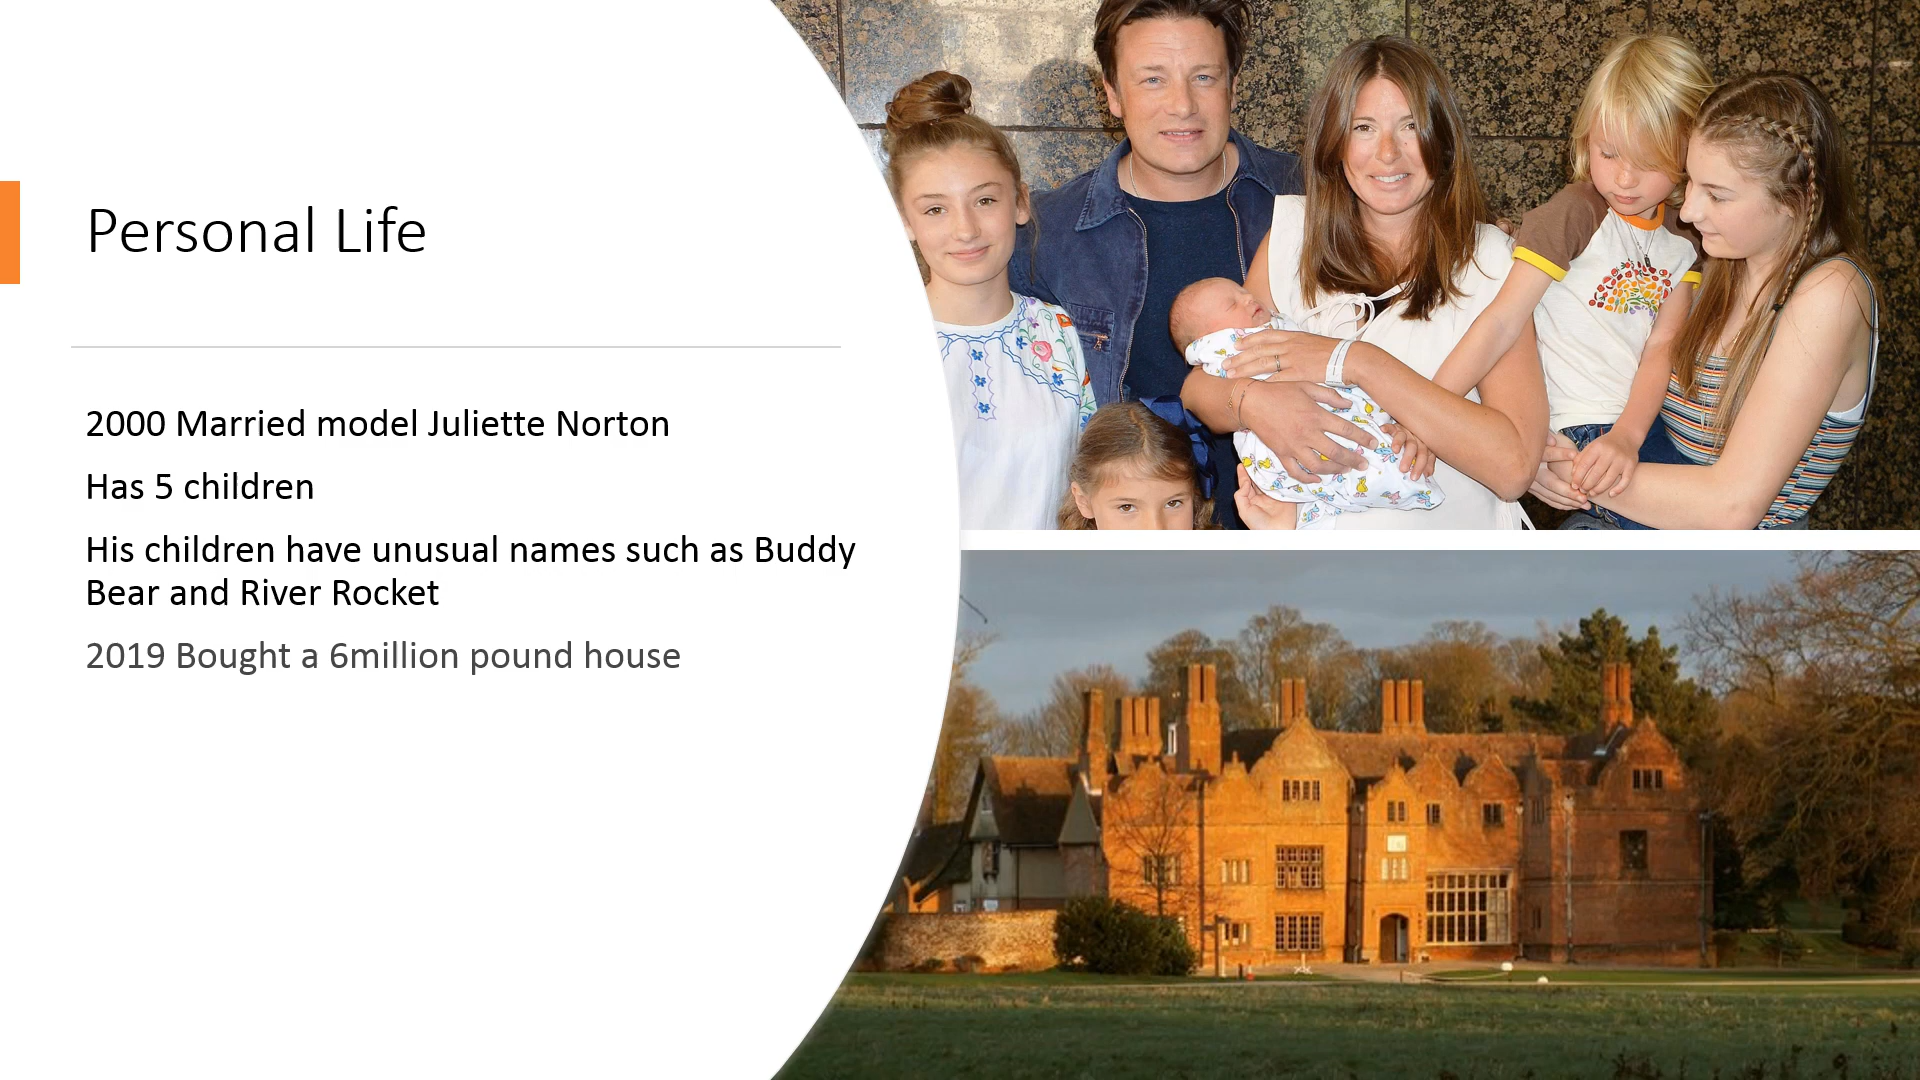 Personal Life
2000 Married model Juliette Norton
Has 5 children
His children have unusual names such as Buddy
Bear and River Rocket
2019 Bought a 6million pound house